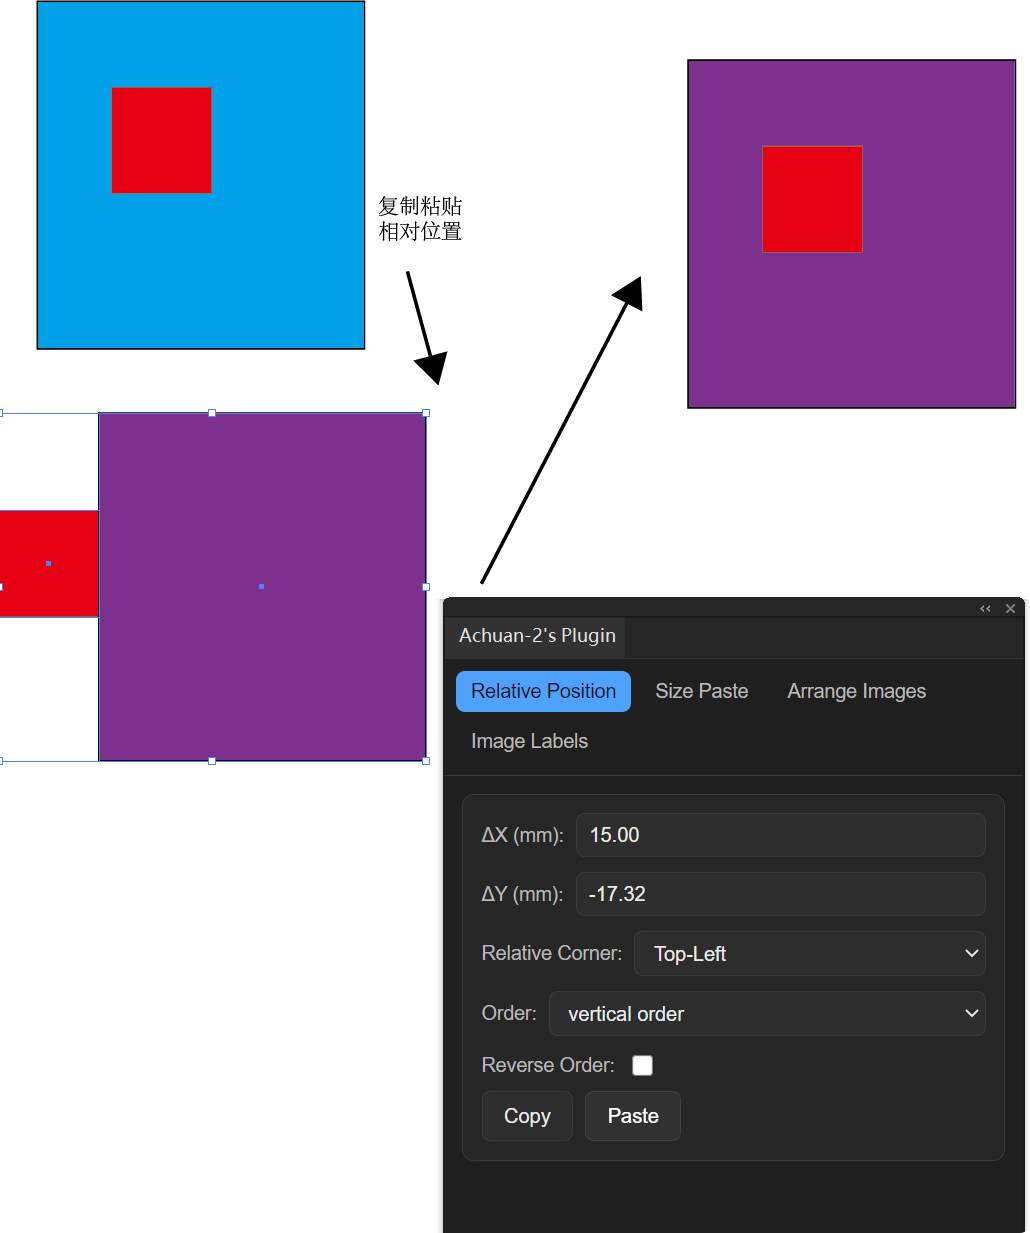 复制粘贴
相对位置
Achuan-2's Plugin
Relative Position
Size Paste
Arrange Images
Image Labels
ΔX (mm): 15.00
ΔY (mm): -17.32
Relative Corner: Top-Left
Order: vertical order
Reverse Order:
Copy
Paste